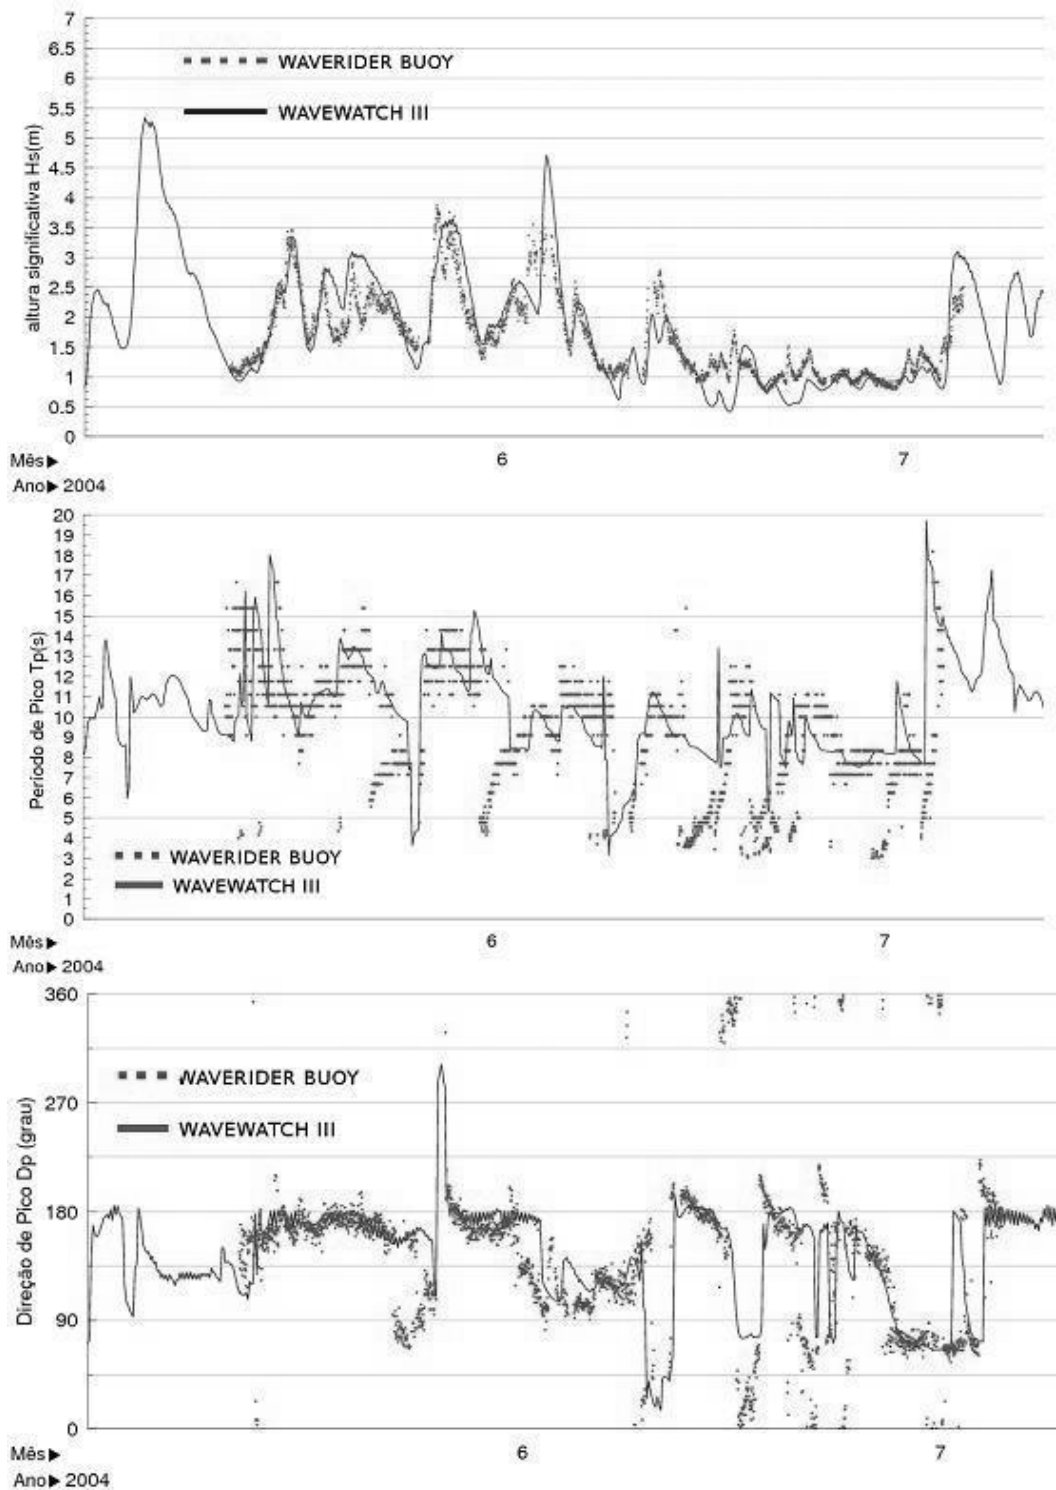 7
6.5
6
5.5
5
4.5
4
3.5
3
2.5
2
1.5
1
0.5
0
altura significativa Hs(m)
WAVERIDER BUOY
WAVEWATCH III
Mês▶ 6 7
Ano▶ 2004
20
19
18
17
16
15
14
13
12
11
10
9
8
7
6
5
4
3
2
1
0
Período de Pico Tp(s)
WAVERIDER BUOY
WAVEWATCH III
Mês▶ 6 7
Ano▶ 2004
360
270
180
90
0
Direção de Pico Dp (grau)
WAVERIDER BUOY
WAVEWATCH III
Mês▶ 6 7
Ano▶ 2004